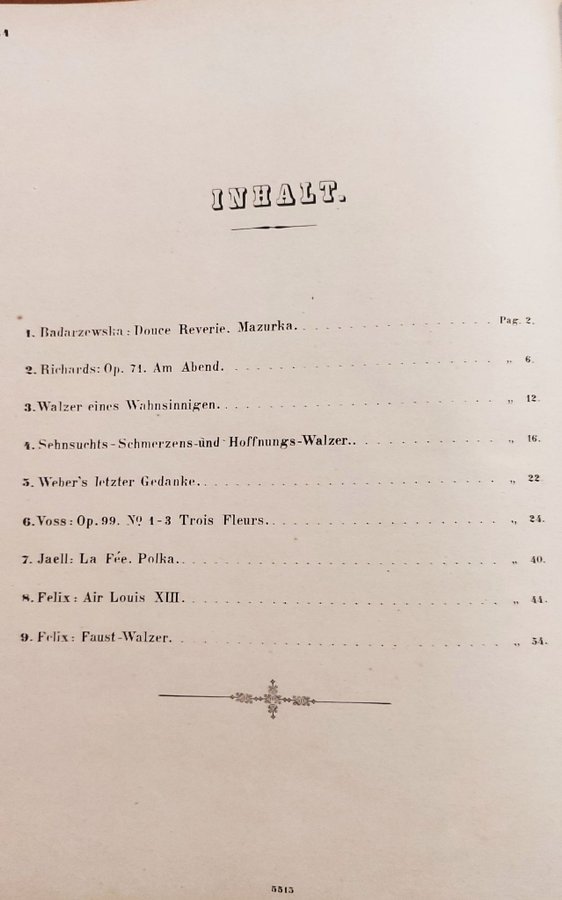 1
INHALT.
1. Badarzewska: Douce Reverie. Mazurka. Pag. 2.
2. Richards: Op. 71. Am Abend. „ 6.
3. Walzer eines Wahnsinnigen. „ 12.
4. Sehnsuchts-Schmerzens-und Hoffnungs-Walzer. „ 16.
5. Weber's letzter Gedanke. „ 22.
6. Voss: Op. 99. No 1-3 Trois Fleurs. „ 24.
7. Jaell: La Fée. Polka. „ 40.
8. Felix: Air Louis XIII. „ 44.
9. Felix: Faust-Walzer. „ 54.
5515